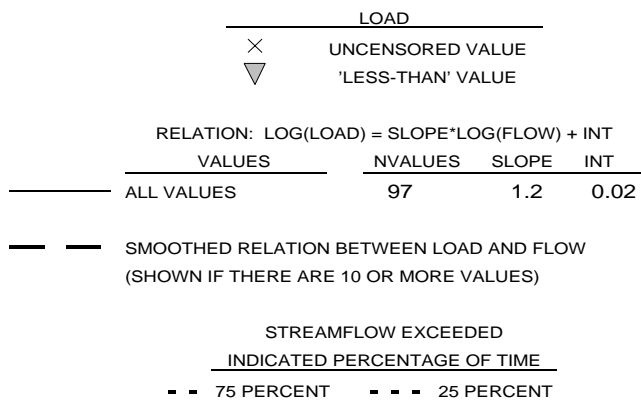 LOAD
UNCENSORED VALUE
'LESS-THAN' VALUE
RELATION: LOG(LOAD) = SLOPE*LOG(FLOW) + INT
VALUES NVALUES SLOPE INT
ALL VALUES 97 1.2 0.02
SMOOTHED RELATION BETWEEN LOAD AND FLOW
(SHOWN IF THERE ARE 10 OR MORE VALUES)
STREAMFLOW EXCEEDED
INDICATED PERCENTAGE OF TIME
75 PERCENT 25 PERCENT